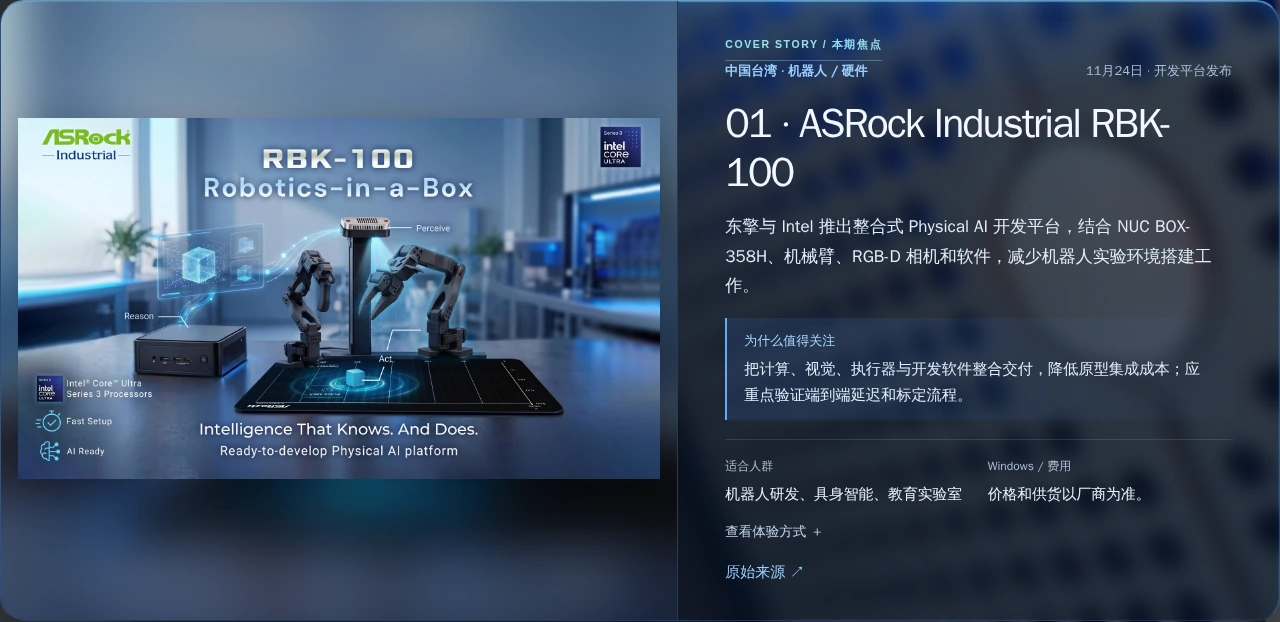 ASRock
Industrial
Series 3
intel
CORE
ULTRA
RBK-100
Robotics-in-a-Box
Perceive
Reason
Act
Series 3
intel
CORE
ULTRA
Intel® Core™ Ultra
Series 3 Processors
Fast Setup
AI Ready
Intelligence That Knows. And Does.
Ready-to-develop Physical AI platform
COVER STORY / 本期焦点
中国台湾 · 机器人 / 硬件
11月24日 · 开发平台发布
01 · ASRock Industrial RBK-
100
东擎与 Intel 推出整合式 Physical AI 开发平台，结合 NUC BOX-
358H、机械臂、RGB-D 相机和软件，减少机器人实验环境搭建工
作。
为什么值得关注
把计算、视觉、执行器与开发软件整合交付，降低原型集成成本；应
重点验证端到端延迟和标定流程。
适合人群
机器人研发、具身智能、教育实验室
Windows / 费用
价格和供货以厂商为准。
查看体验方式 +
原始来源 ↗